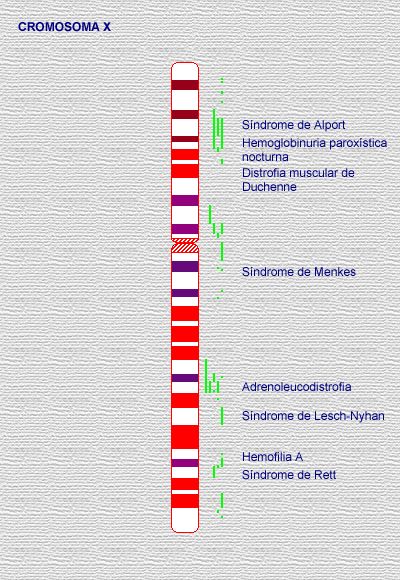 CROMOSOMA X
Síndrome de Alport
Hemoglobinuria paroxística
nocturna
Distrofia muscular de
Duchenne
Síndrome de Menkes
Adrenoleucodistrofia
Síndrome de Lesch-Nyhan
Hemofilia A
Síndrome de Rett